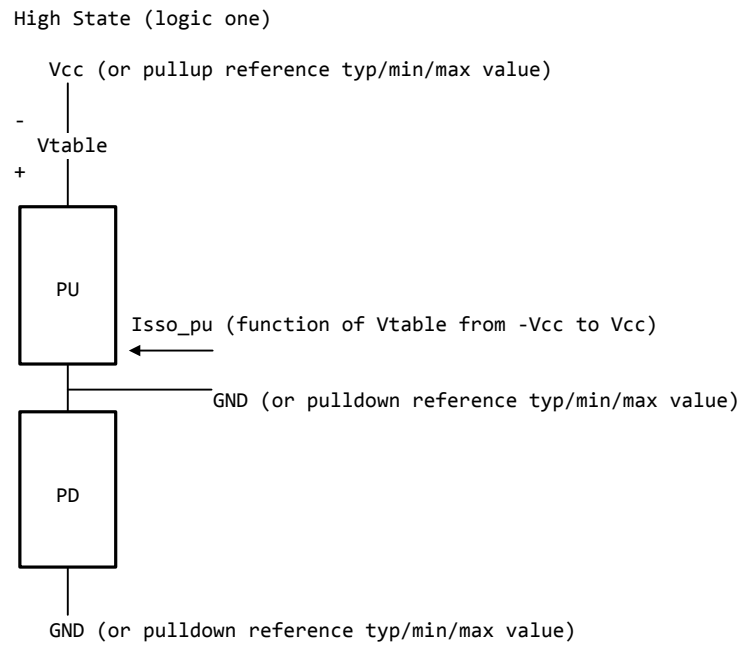 High State (logic one)
Vcc (or pullup reference typ/min/max value)
-
Vtable
+
PU
Isso_pu (function of Vtable from -Vcc to Vcc)
GND (or pulldown reference typ/min/max value)
PD
GND (or pulldown reference typ/min/max value)